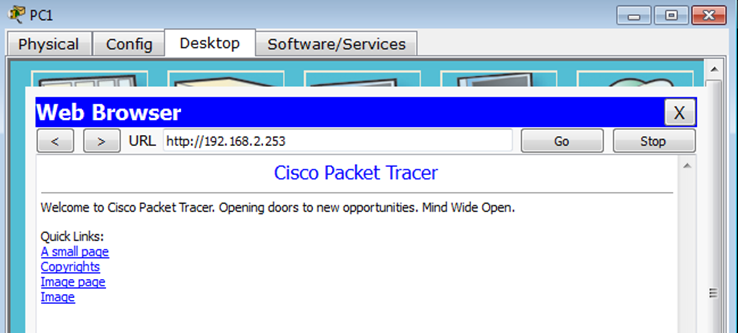 PC1
Physical Config Desktop Software/Services
Web Browser X
< > URL http://192.168.2.253 Go Stop
Cisco Packet Tracer
Welcome to Cisco Packet Tracer. Opening doors to new opportunities. Mind Wide Open.
Quick Links:
A small page
Copyrights
Image page
Image